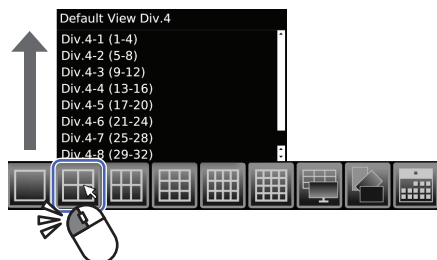 Default View Div.4
Div.4-1 (1-4)
Div.4-2 (5-8)
Div.4-3 (9-12)
Div.4-4 (13-16)
Div.4-5 (17-20)
Div.4-6 (21-24)
Div.4-7 (25-28)
Div.4-8 (29-32)